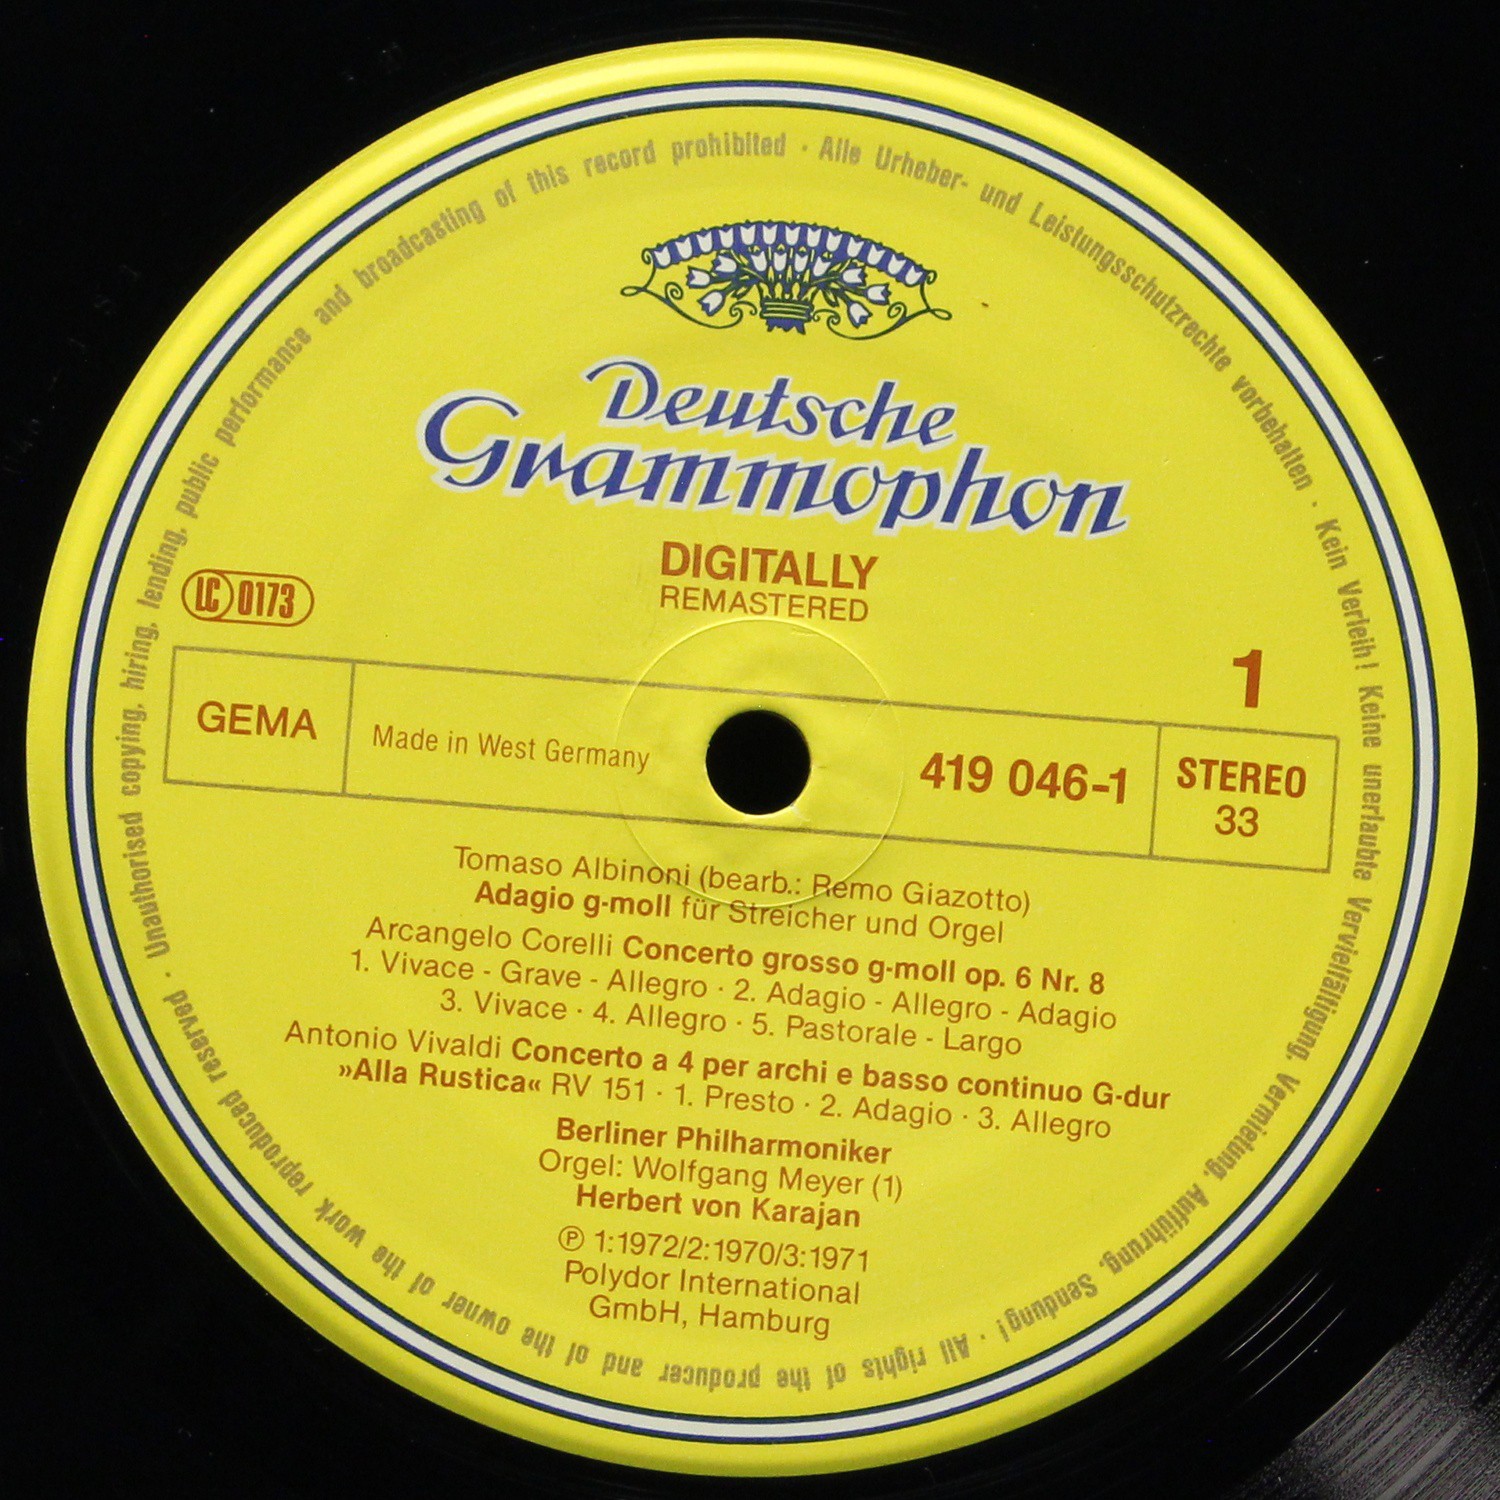 Deutsche
Grammophon
DIGITALLY
REMASTERED
LC 0173
1
GEMA
Made in West Germany
419 046-1
STEREO
33
Tomaso Albinoni (bearb.: Remo Giazotto)
Adagio g-moll für Streicher und Orgel
Arcangelo Corelli Concerto grosso g-moll op. 6 Nr. 8
1. Vivace - Grave - Allegro · 2. Adagio - Allegro - Adagio
3. Vivace · 4. Allegro · 5. Pastorale - Largo
Antonio Vivaldi Concerto a 4 per archi e basso continuo G-dur
»Alla Rustica« RV 151 · 1. Presto · 2. Adagio · 3. Allegro
Berliner Philharmoniker
Orgel: Wolfgang Meyer (1)
Herbert von Karajan
℗ 1:1972/2:1970/3:1971
Polydor International
GmbH, Hamburg
Alle Urheber- und Leistungsschutzrechte vorbehalten · Kein Verleih! Keine unerlaubte Vervielfältigung, Vermietung, Aufführung, Sendung! · All rights of the producer and of the owner of the work reproduced reserved · Unauthorised copying, hiring, lending, public performance and broadcasting of this record prohibited ·